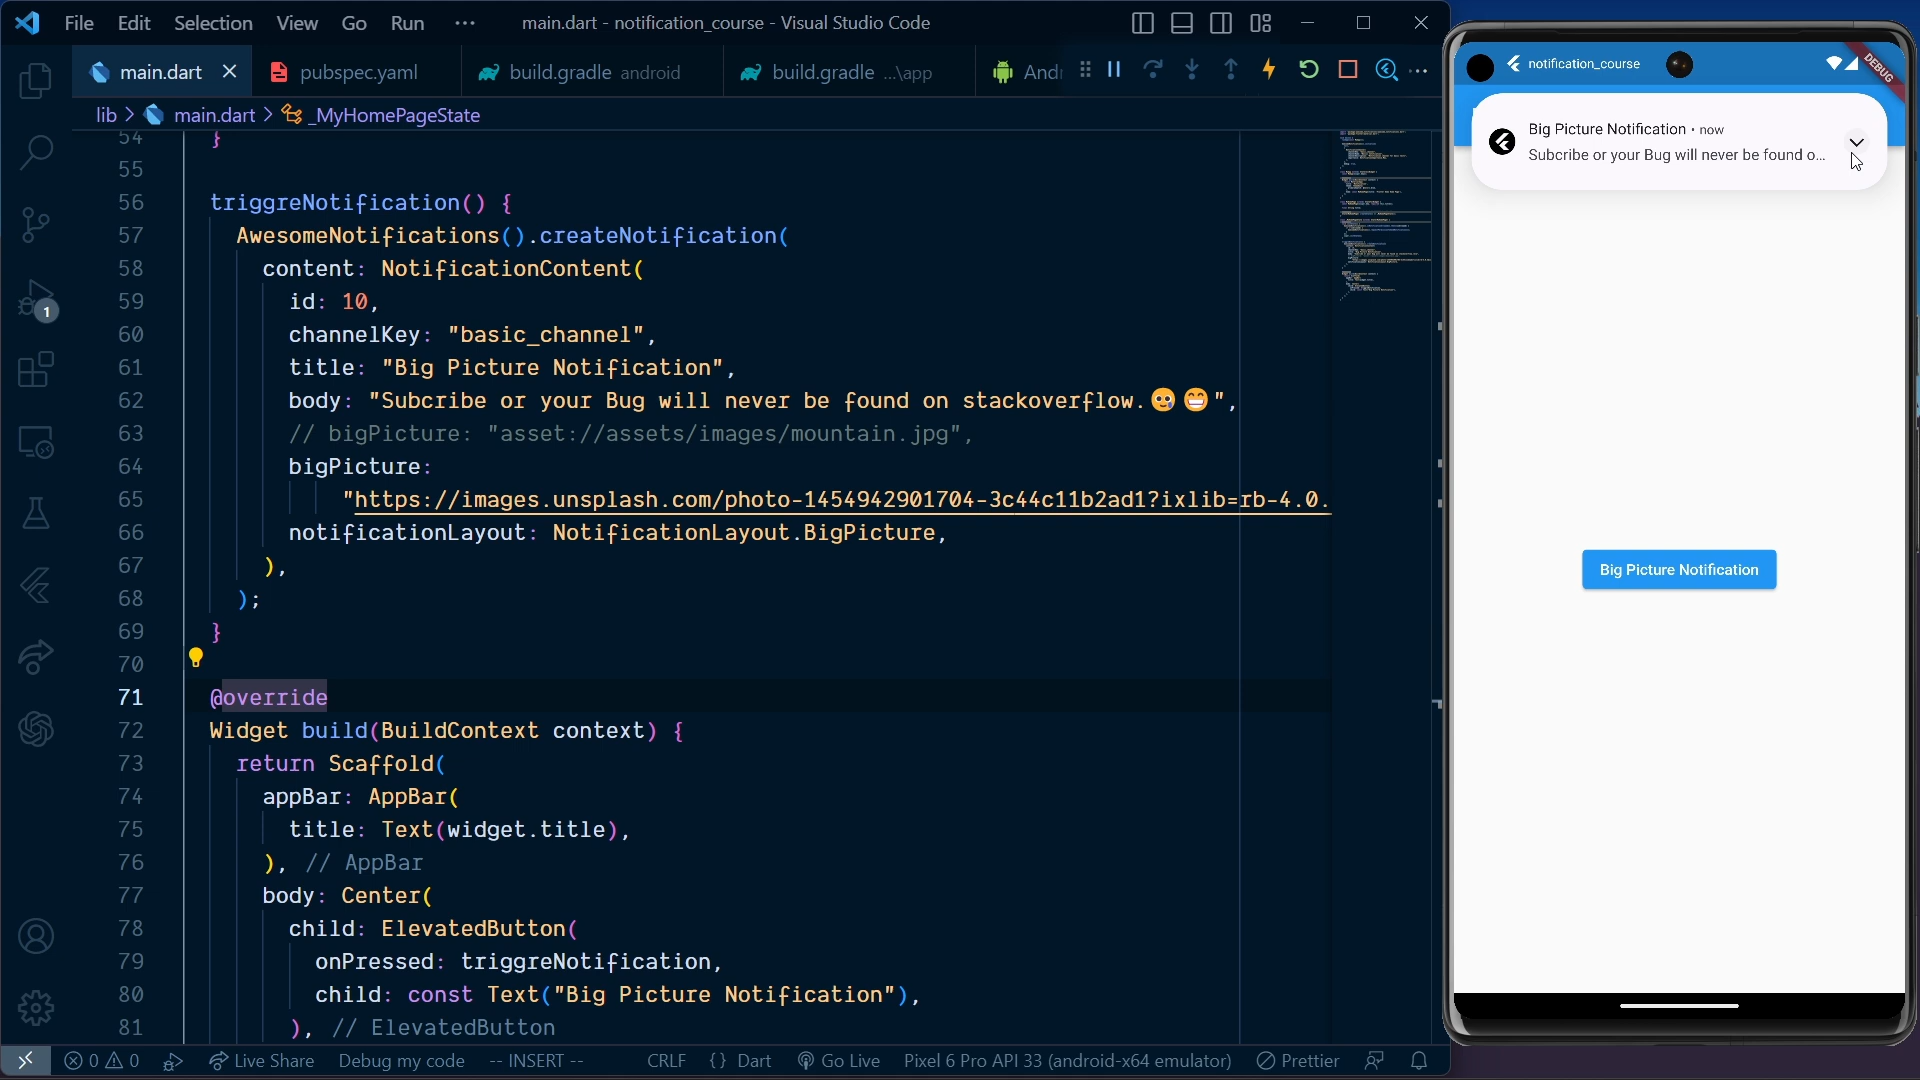 File Edit Selection View Go Run ··· main.dart - notification_course - Visual Studio Code
main.dart pubspec.yaml build.gradle android build.gradle ...\app And
lib > main.dart > _MyHomePageState
54 }
55
56 triggreNotification() {
57 AwesomeNotifications().createNotification(
58 content: NotificationContent(
59 id: 10,
60 channelKey: "basic_channel",
61 title: "Big Picture Notification",
62 body: "Subcribe or your Bug will never be found on stackoverflow.🥹😁",
63 // bigPicture: "asset://assets/images/mountain.jpg",
64 bigPicture:
65 "https://images.unsplash.com/photo-1454942901704-3c44c11b2ad1?ixlib=rb-4.0.
66 notificationLayout: NotificationLayout.BigPicture,
67 ),
68 );
69 }
70
71 @override
72 Widget build(BuildContext context) {
73 return Scaffold(
74 appBar: AppBar(
75 title: Text(widget.title),
76 ), // AppBar
77 body: Center(
78 child: ElevatedButton(
79 onPressed: triggreNotification,
80 child: const Text("Big Picture Notification"),
81 ), // ElevatedButton
1
0 0 Live Share Debug my code -- INSERT -- CRLF {} Dart Go Live Pixel 6 Pro API 33 (android-x64 emulator) Prettier
notification_course
DEBUG
Big Picture Notification · now
Subcribe or your Bug will never be found o...
Big Picture Notification